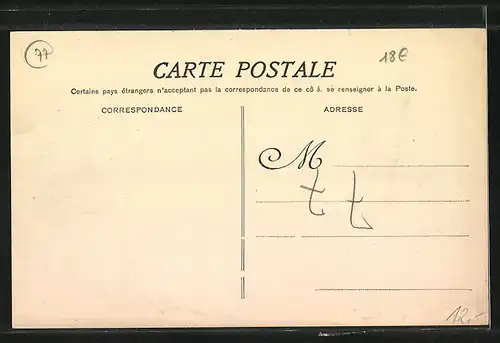 77 18€
CARTE POSTALE
Certains pays étrangers n'acceptant pas la correspondance de ce cô é. se renseigner à la Poste.
CORRESPONDANCE ADRESSE
M
77
12.-